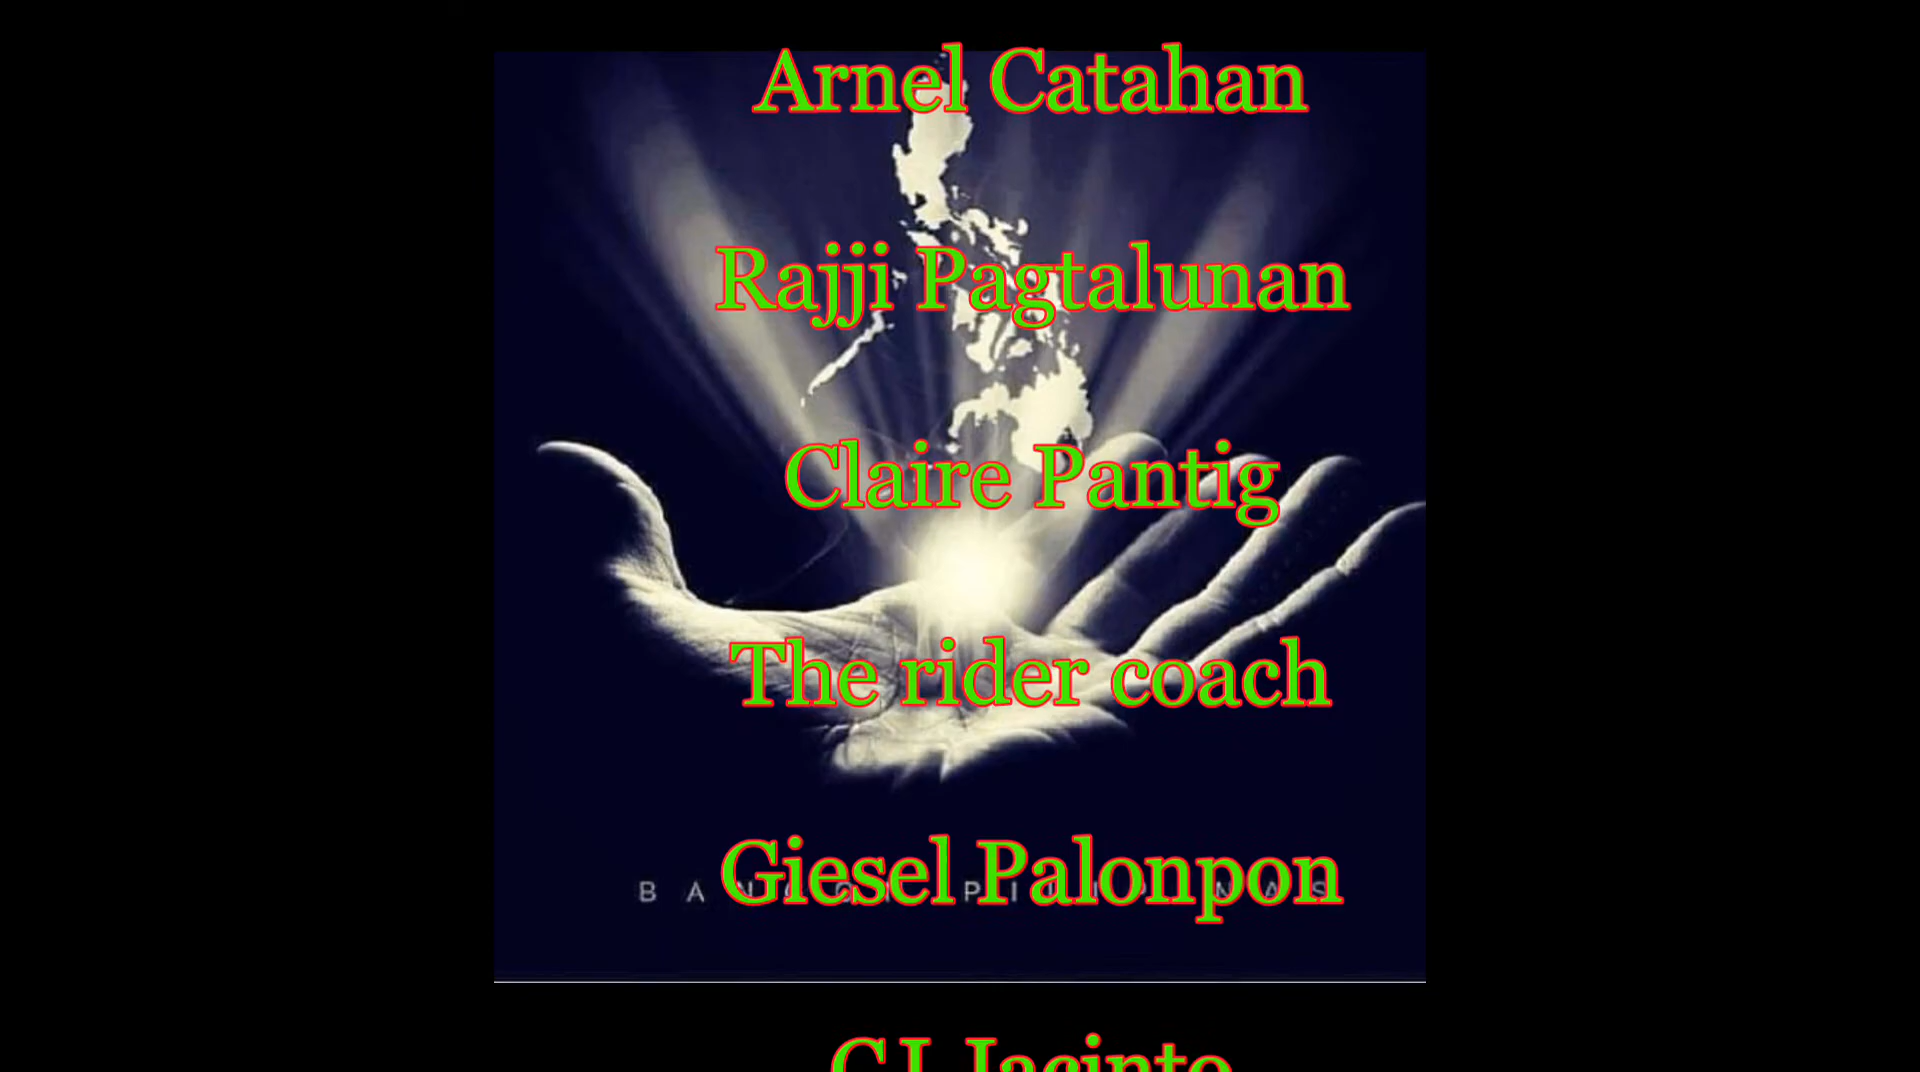 Arnel Catahan
Rajji Pagtalunan
Claire Pantig
The rider coach
Giesel Palonpon